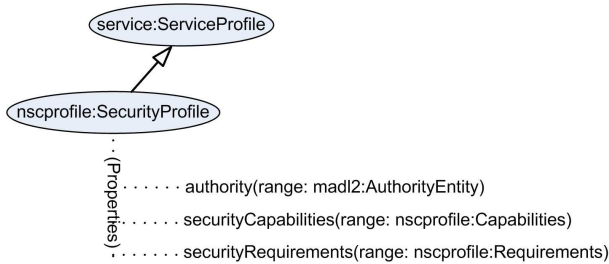 service:ServiceProfile
nscprofile:SecurityProfile
(Properties)
authority(range: madl2:AuthorityEntity)
securityCapabilities(range: nscprofile:Capabilities)
securityRequirements(range: nscprofile:Requirements)